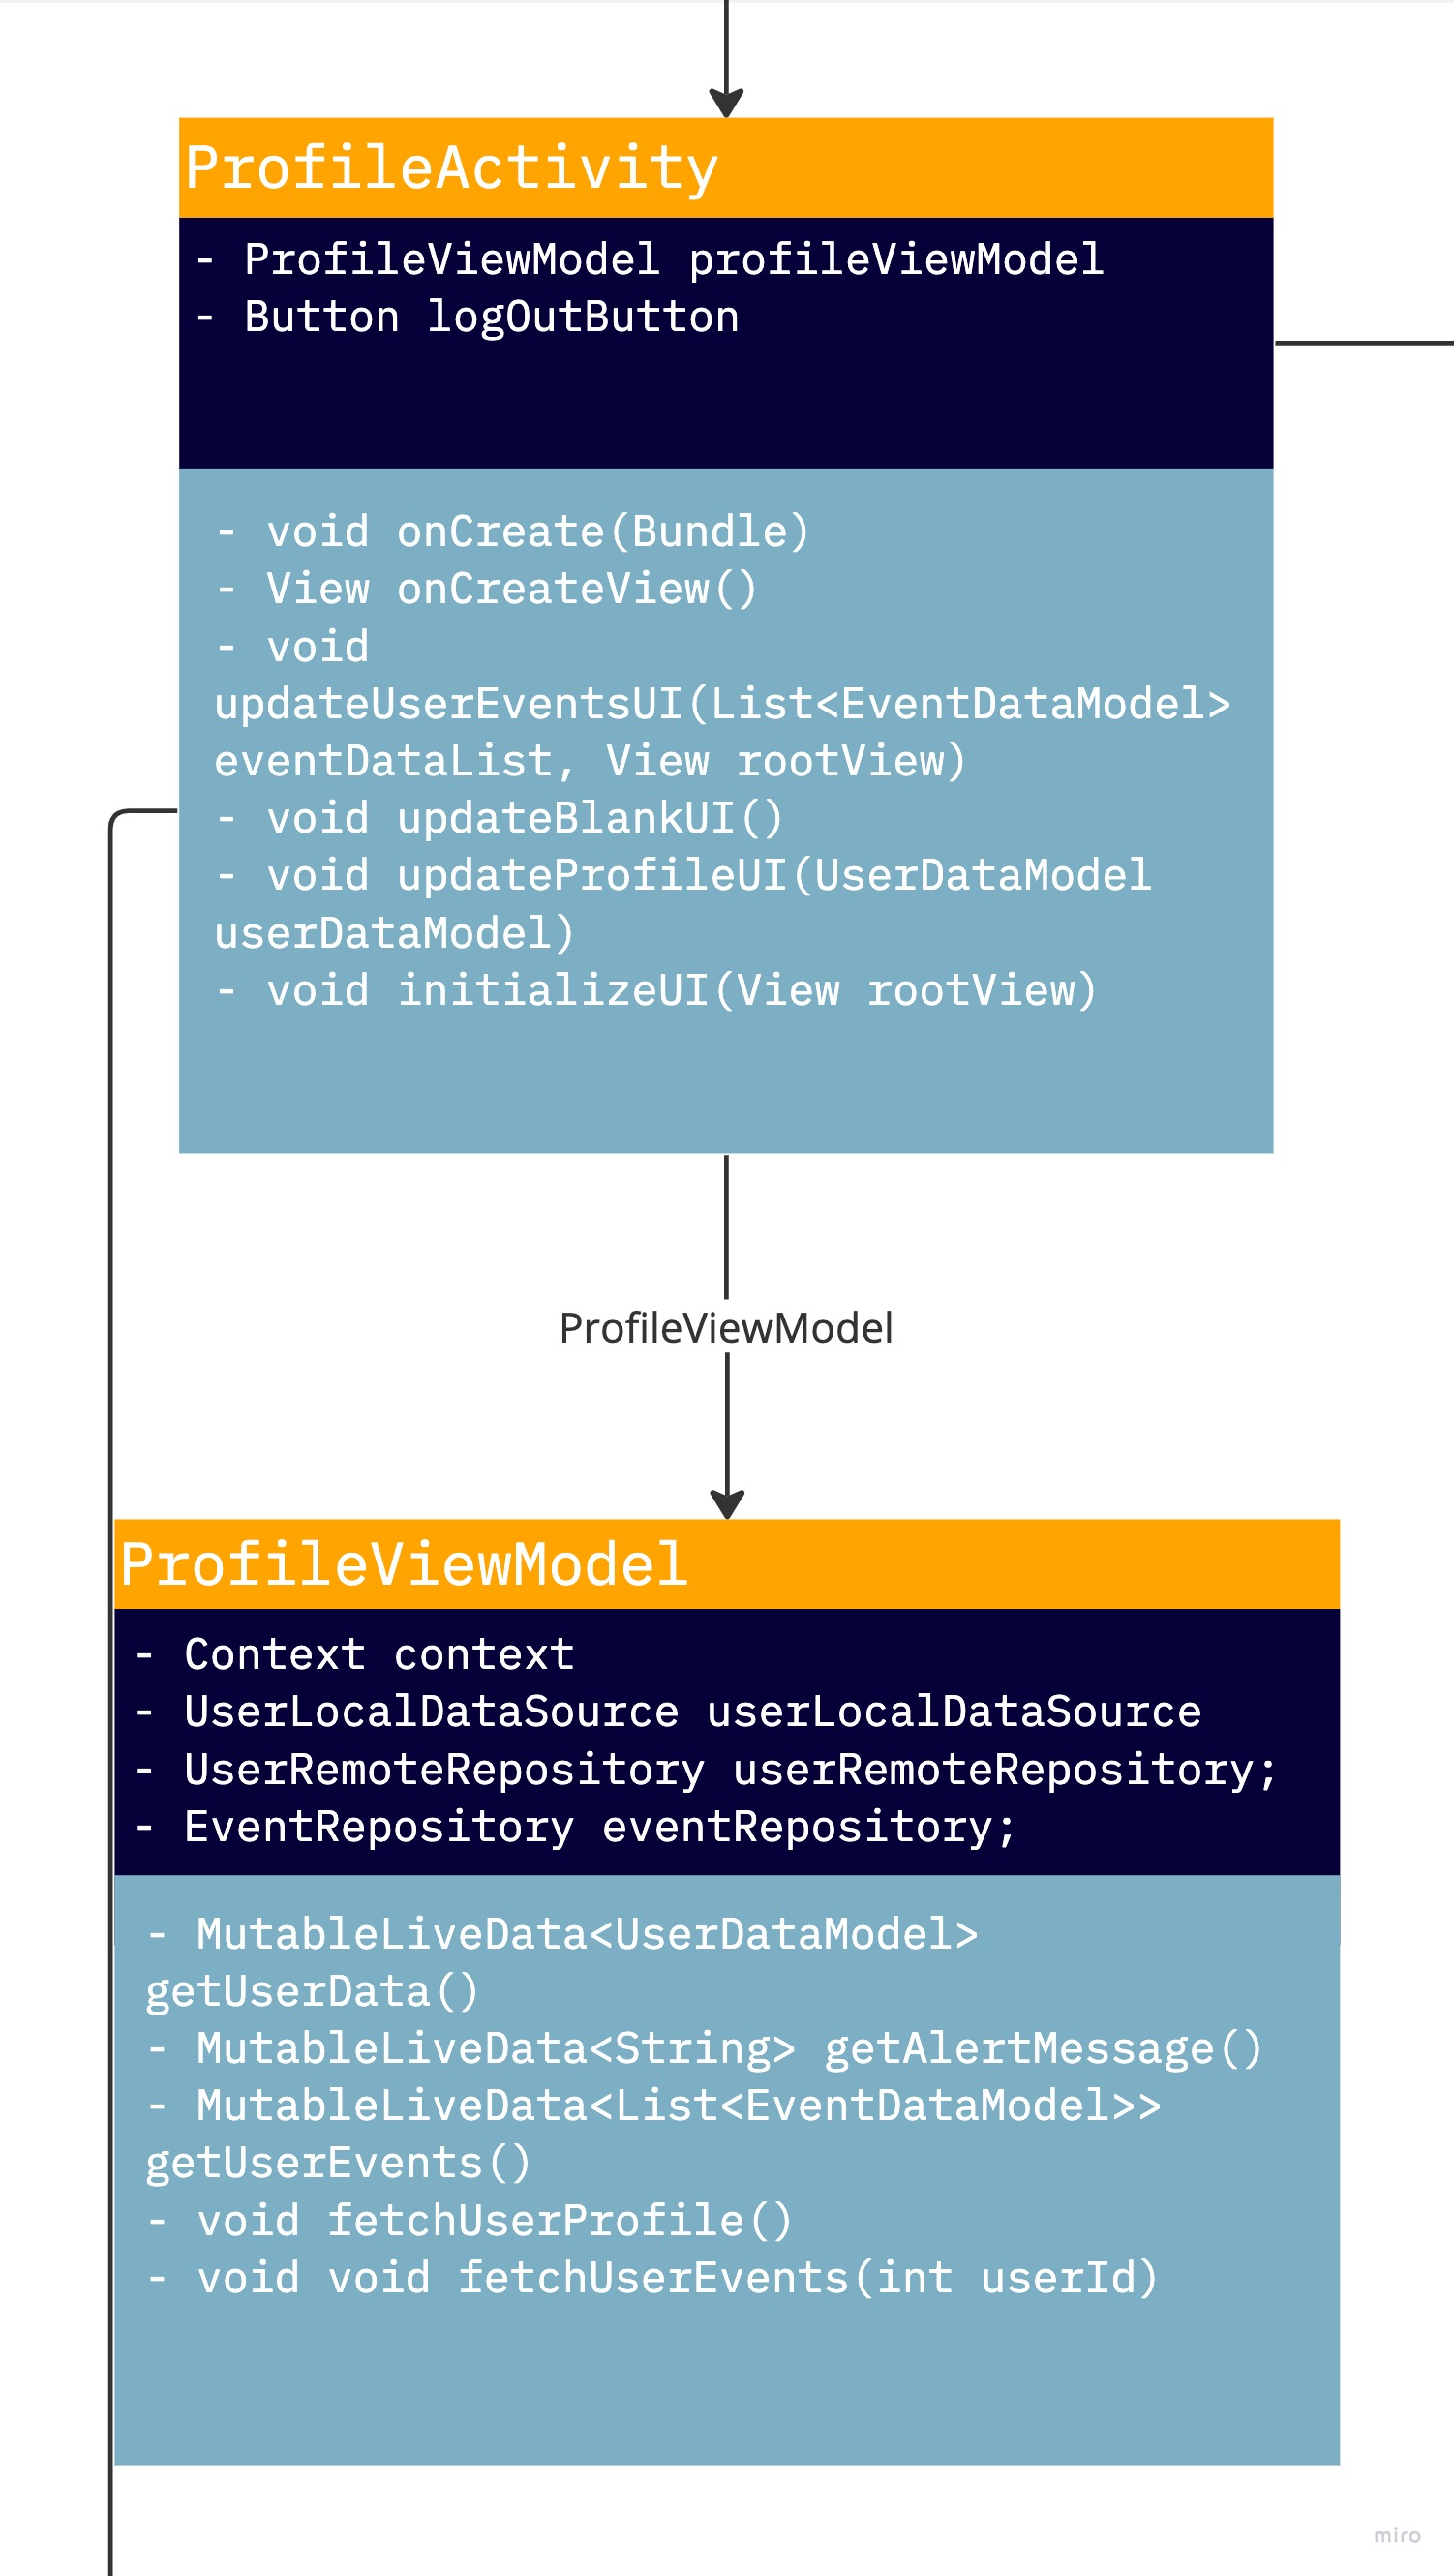 ProfileActivity
- ProfileViewModel profileViewModel
- Button logOutButton
- void onCreate(Bundle)
- View onCreateView()
- void
updateUserEventsUI(List<EventDataModel>
eventDataList, View rootView)
- void updateBlankUI()
- void updateProfileUI(UserDataModel
userDataModel)
- void initializeUI(View rootView)
ProfileViewModel
ProfileViewModel
- Context context
- UserLocalDataSource userLocalDataSource
- UserRemoteRepository userRemoteRepository;
- EventRepository eventRepository;
- MutableLiveData<UserDataModel>
getUserData()
- MutableLiveData<String> getAlertMessage()
- MutableLiveData<List<EventDataModel>>
getUserEvents()
- void fetchUserProfile()
- void void fetchUserEvents(int userId)
miro